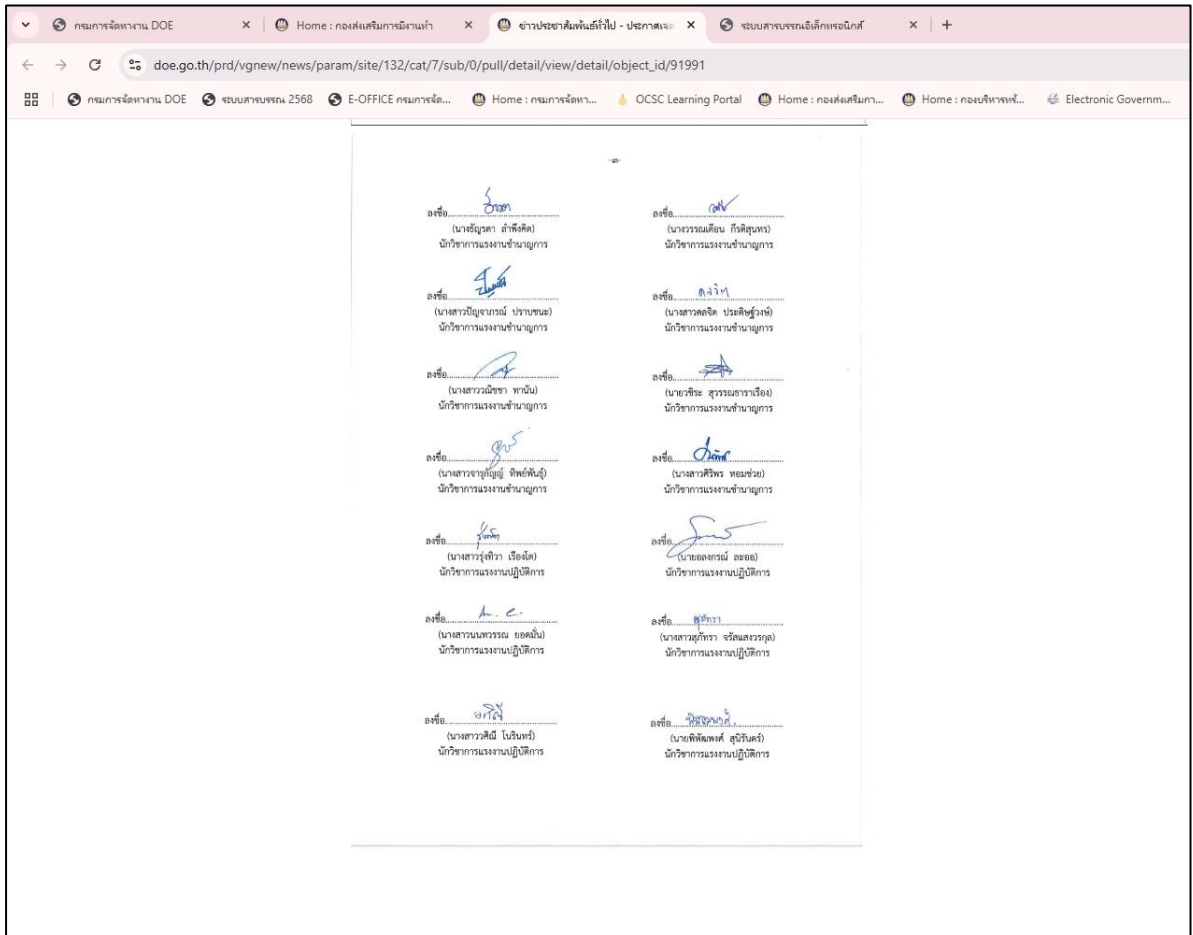 กรมการจัดหางาน DOE
Home : กองส่งเสริมการมีงานทำ
ข่าวประชาสัมพันธ์ทั่วไป - ประกาศเจ
ระบบสารบรรณอิเล็กทรอนิกส์
doe.go.th/prd/vgnew/news/param/site/132/cat/7/sub/0/pull/detail/view/detail/object_id/91991
กรมการจัดหางาน DOE
ระบบสารบรรณ 2568
E-OFFICE กรมการจัด...
Home : กรมการจัดหา...
OCSC Learning Portal
Home : กองส่งเสริมกา...
Home : กองบริหารทรั...
Electronic Governm...
-๓-
ลงชื่อ.................... ลงชื่อ....................
(นางธัญรดา ลำพึงคิด) (นางวรรณเดือน กีรติสุนทร)
นักวิชาการแรงงานชำนาญการ นักวิชาการแรงงานชำนาญการ
ลงชื่อ.................... ลงชื่อ....................
(นางสาวปัญจาภรณ์ ปราบชนะ) (นางสาวดลจิต ประดิษฐ์วงษ์)
นักวิชาการแรงงานชำนาญการ นักวิชาการแรงงานชำนาญการ
ลงชื่อ.................... ลงชื่อ....................
(นางสาววณิชชา ทานัน) (นายวชิระ สุวรรณธาราเรือง)
นักวิชาการแรงงานชำนาญการ นักวิชาการแรงงานชำนาญการ
ลงชื่อ.................... ลงชื่อ....................
(นางสาวจารุกัญญ์ ทิพย์พันธุ์) (นางสาวศิริพร หอมช่วย)
นักวิชาการแรงงานชำนาญการ นักวิชาการแรงงานชำนาญการ
ลงชื่อ.................... ลงชื่อ....................
(นางสาวรุ่งทิวา เรืองโต) (นายอลงกรณ์ ละออ)
นักวิชาการแรงงานปฏิบัติการ นักวิชาการแรงงานปฏิบัติการ
ลงชื่อ.................... ลงชื่อ....................สุภัทรา
(นางสาวนนทวรรณ ยอดมั่น) (นางสาวสุภัทรา จรัสแสงวรกุล)
นักวิชาการแรงงานปฏิบัติการ นักวิชาการแรงงานปฏิบัติการ
ลงชื่อ.................... ลงชื่อ....................
(นางสาววศิณี โนรินทร์) (นายพิพัฒพงศ์ สุนิรันดร์)
นักวิชาการแรงงานปฏิบัติการ นักวิชาการแรงงานปฏิบัติการ